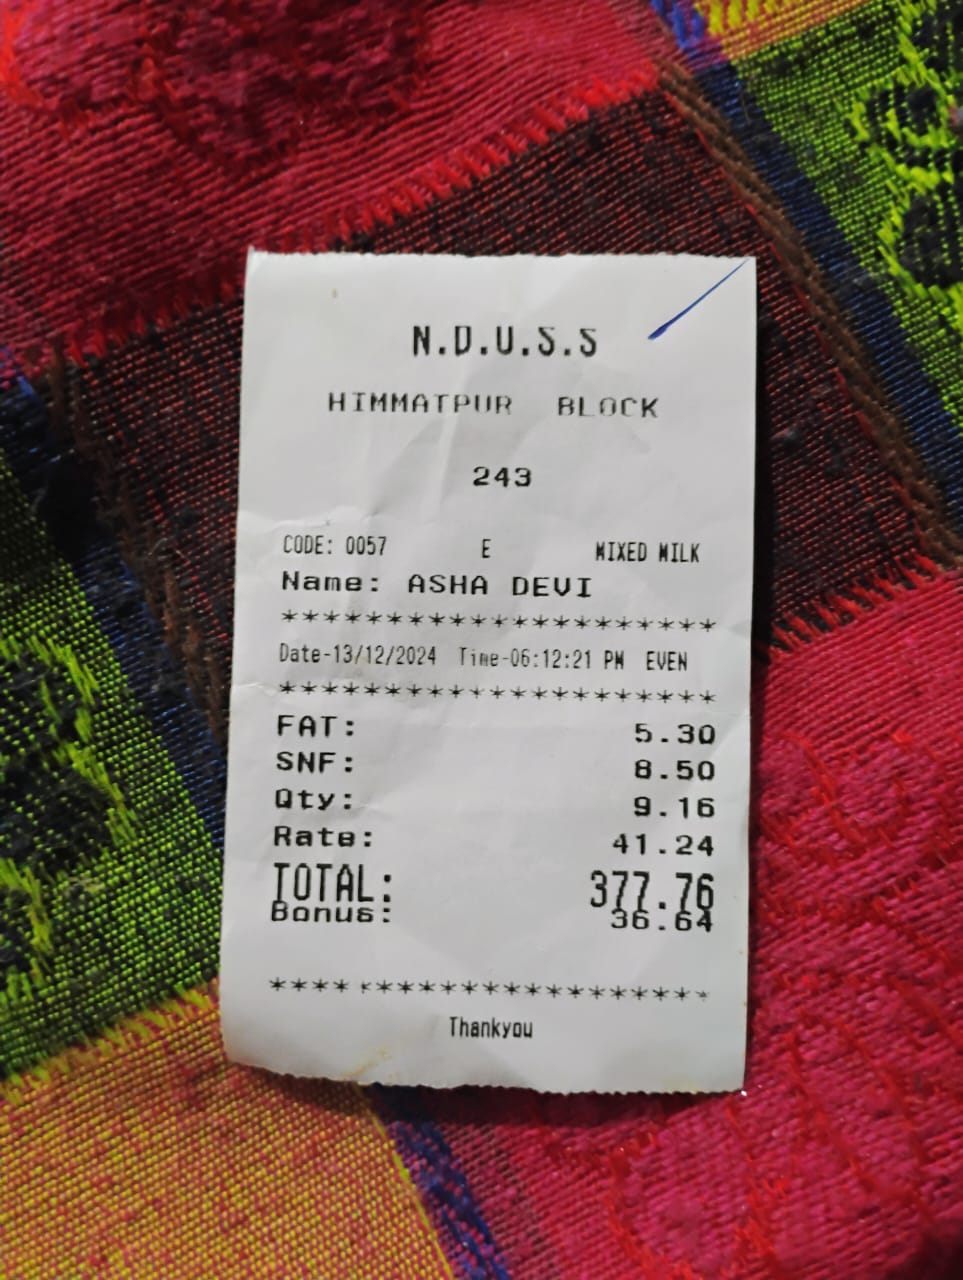 N.D.U.S.S
HIMMATPUR BLOCK
243
CODE: 0057 E MIXED MILK
Name: ASHA DEVI
*********************
Date-13/12/2024 Time-06:12:21 PM EVEN
*********************
FAT: 5.30
SNF: 8.50
Qty: 9.16
Rate: 41.24
TOTAL: 377.76
Bonus: 36.64
*********************
Thankyou